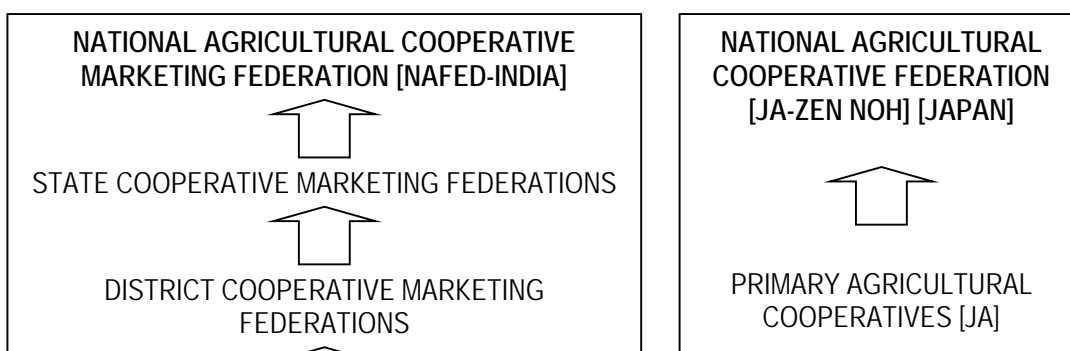 NATIONAL AGRICULTURAL COOPERATIVE
MARKETING FEDERATION [NAFED-INDIA]
STATE COOPERATIVE MARKETING FEDERATIONS
DISTRICT COOPERATIVE MARKETING
FEDERATIONS
NATIONAL AGRICULTURAL
COOPERATIVE FEDERATION
[JA-ZEN NOH] [JAPAN]
PRIMARY AGRICULTURAL
COOPERATIVES [JA]